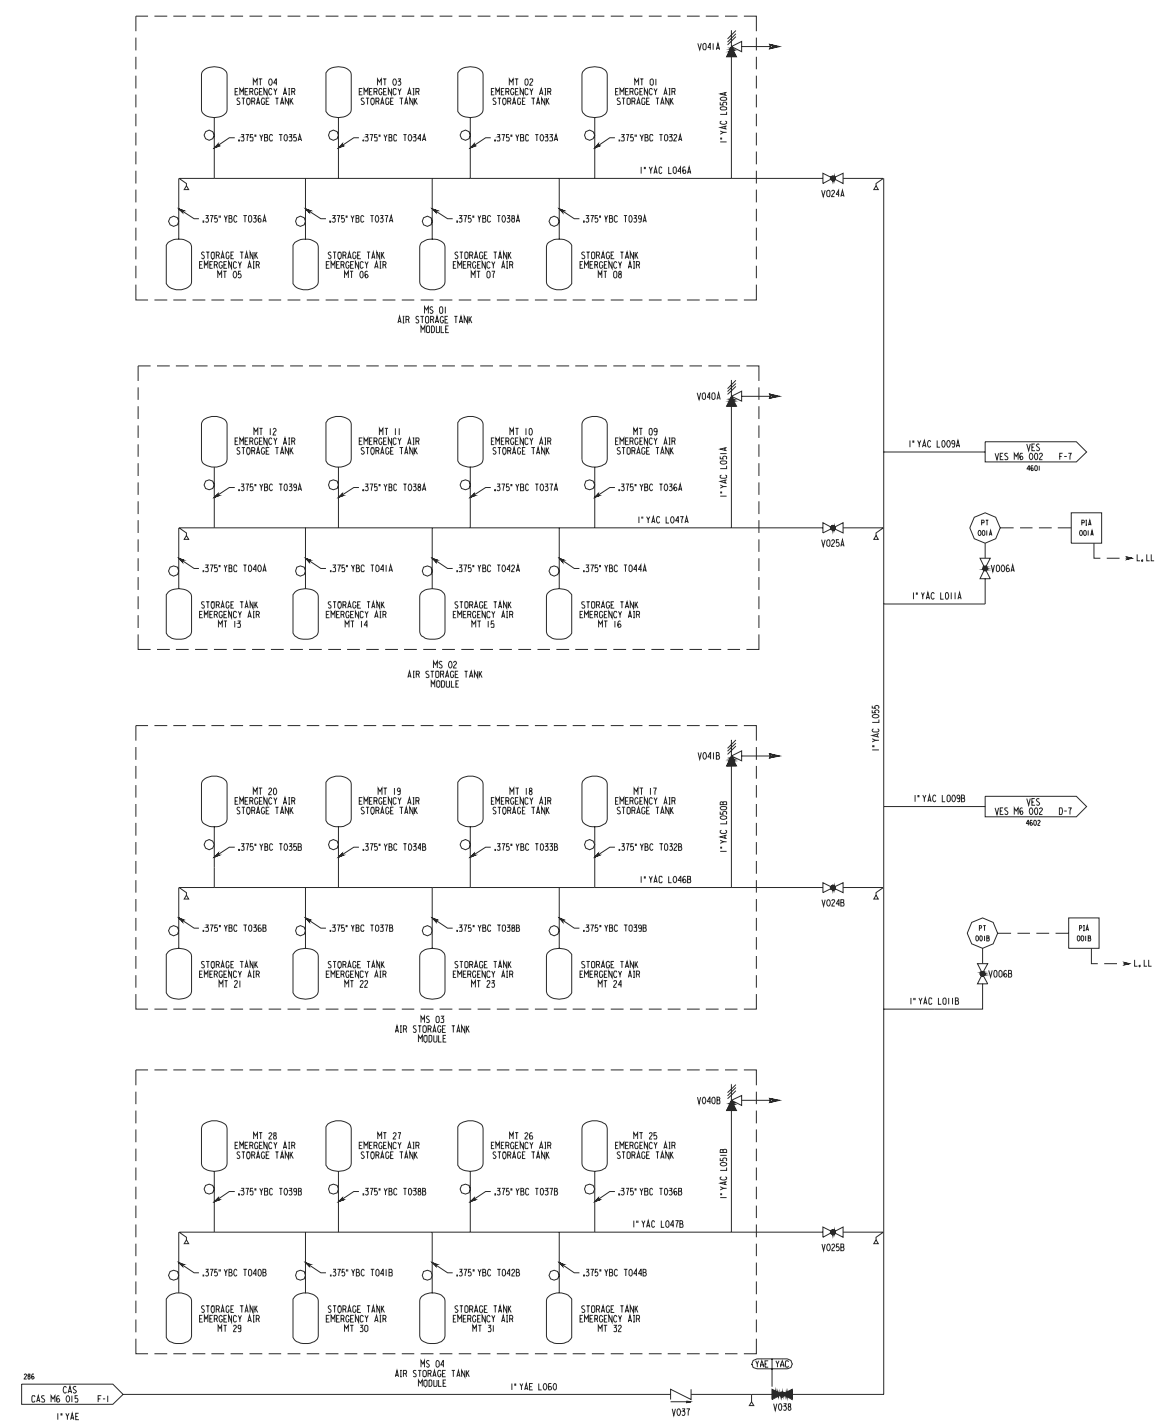 V041A
MT 04
EMERGENCY AIR
STORAGE TANK
MT 03
EMERGENCY AIR
STORAGE TANK
MT 02
EMERGENCY AIR
STORAGE TANK
MT 01
EMERGENCY AIR
STORAGE TANK
1" YAC L050A
.375" YBC T035A
.375" YBC T034A
.375" YBC T033A
.375" YBC T032A
1" YAC L046A
V024A
.375" YBC T036A
.375" YBC T037A
.375" YBC T038A
.375" YBC T039A
STORAGE TANK
EMERGENCY AIR
MT 05
STORAGE TANK
EMERGENCY AIR
MT 06
STORAGE TANK
EMERGENCY AIR
MT 07
STORAGE TANK
EMERGENCY AIR
MT 08
MS 01
AIR STORAGE TANK
MODULE
V040A
MT 12
EMERGENCY AIR
STORAGE TANK
MT 11
EMERGENCY AIR
STORAGE TANK
MT 10
EMERGENCY AIR
STORAGE TANK
MT 09
EMERGENCY AIR
STORAGE TANK
1" YAC L051A
1" YAC L009A
VES
VES M6 002 F-7
4601
.375" YBC T039A
.375" YBC T038A
.375" YBC T037A
.375" YBC T036A
1" YAC L047A
V025A
PT
001A
PIA
001A
L,LL
V006A
1" YAC L011A
.375" YBC T040A
.375" YBC T041A
.375" YBC T042A
.375" YBC T044A
STORAGE TANK
EMERGENCY AIR
MT 13
STORAGE TANK
EMERGENCY AIR
MT 14
STORAGE TANK
EMERGENCY AIR
MT 15
STORAGE TANK
EMERGENCY AIR
MT 16
MS 02
AIR STORAGE TANK
MODULE
1" YAC L055
V041B
MT 20
EMERGENCY AIR
STORAGE TANK
MT 19
EMERGENCY AIR
STORAGE TANK
MT 18
EMERGENCY AIR
STORAGE TANK
MT 17
EMERGENCY AIR
STORAGE TANK
1" YAC L050B
1" YAC L009B
VES
VES M6 002 D-7
4602
.375" YBC T035B
.375" YBC T034B
.375" YBC T033B
.375" YBC T032B
1" YAC L046B
V024B
.375" YBC T036B
.375" YBC T037B
.375" YBC T038B
.375" YBC T039B
PT
001B
PIA
001B
L,LL
V006B
1" YAC L011B
STORAGE TANK
EMERGENCY AIR
MT 21
STORAGE TANK
EMERGENCY AIR
MT 22
STORAGE TANK
EMERGENCY AIR
MT 23
STORAGE TANK
EMERGENCY AIR
MT 24
MS 03
AIR STORAGE TANK
MODULE
V040B
MT 28
EMERGENCY AIR
STORAGE TANK
MT 27
EMERGENCY AIR
STORAGE TANK
MT 26
EMERGENCY AIR
STORAGE TANK
MT 25
EMERGENCY AIR
STORAGE TANK
1" YAC L051B
.375" YBC T039B
.375" YBC T038B
.375" YBC T037B
.375" YBC T036B
1" YAC L047B
V025B
.375" YBC T040B
.375" YBC T041B
.375" YBC T042B
.375" YBC T044B
STORAGE TANK
EMERGENCY AIR
MT 29
STORAGE TANK
EMERGENCY AIR
MT 30
STORAGE TANK
EMERGENCY AIR
MT 31
STORAGE TANK
EMERGENCY AIR
MT 32
MS 04
AIR STORAGE TANK
MODULE
286
CAS
CAS M6 015 F-1
1" YAE
1" YAE L060
V037
YAE YAC
V038